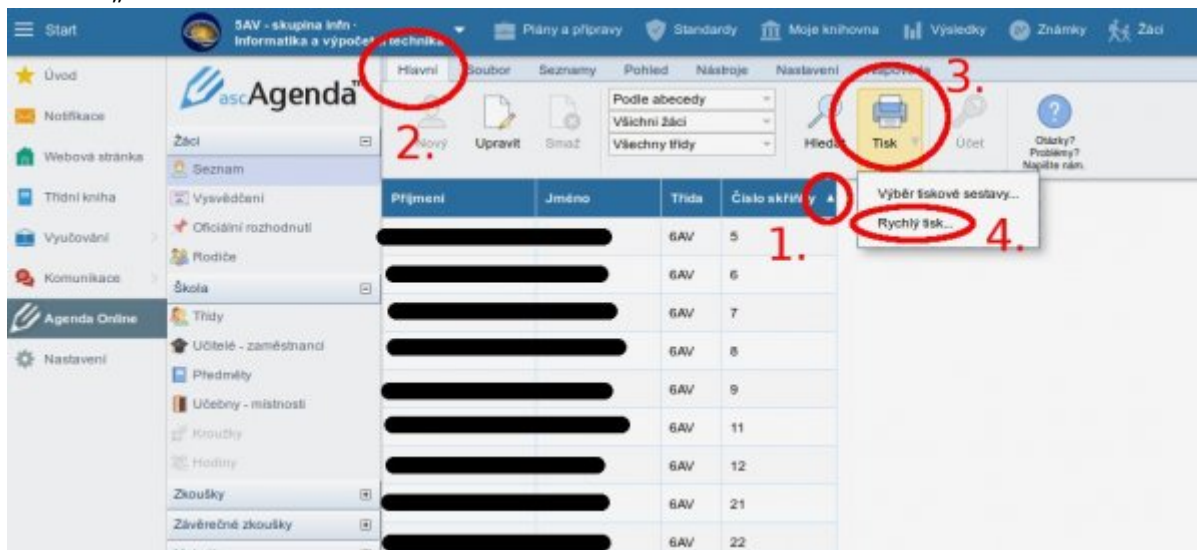 „
Start
5AV - skupina Infn -
Informatika a výpočetní technika
Plány a přípravy
Standardy
Moje knihovna
Výsledky
Známky
Žáci
Úvod
Notifikace
Webová stránka
Třídní kniha
Vyučování
Komunikace
Agenda Online
Nastavení
ascAgenda™
Žáci
Seznam
Vysvědčení
Oficiální rozhodnutí
Rodiče
Škola
Třídy
Učitelé - zaměstnanci
Předměty
Učebny - místnosti
Kroužky
Hodiny
Zkoušky
Závěrečné zkoušky
Hlavní
Soubor
Seznamy
Pohled
Nástroje
Nastavení
2.
Nový
Upravit
Smaž
Podle abecedy
Všichni žáci
Všechny třídy
Hledat
Tisk
3.
Účet
Otázky?
Problémy?
Napište nám.
Výběr tiskové sestavy...
Rychlý tisk...
4.
1.
Příjmení Jméno Třída Číslo skříňky
6AV 5
6AV 6
6AV 7
6AV 8
6AV 9
6AV 11
6AV 12
6AV 21
6AV 22